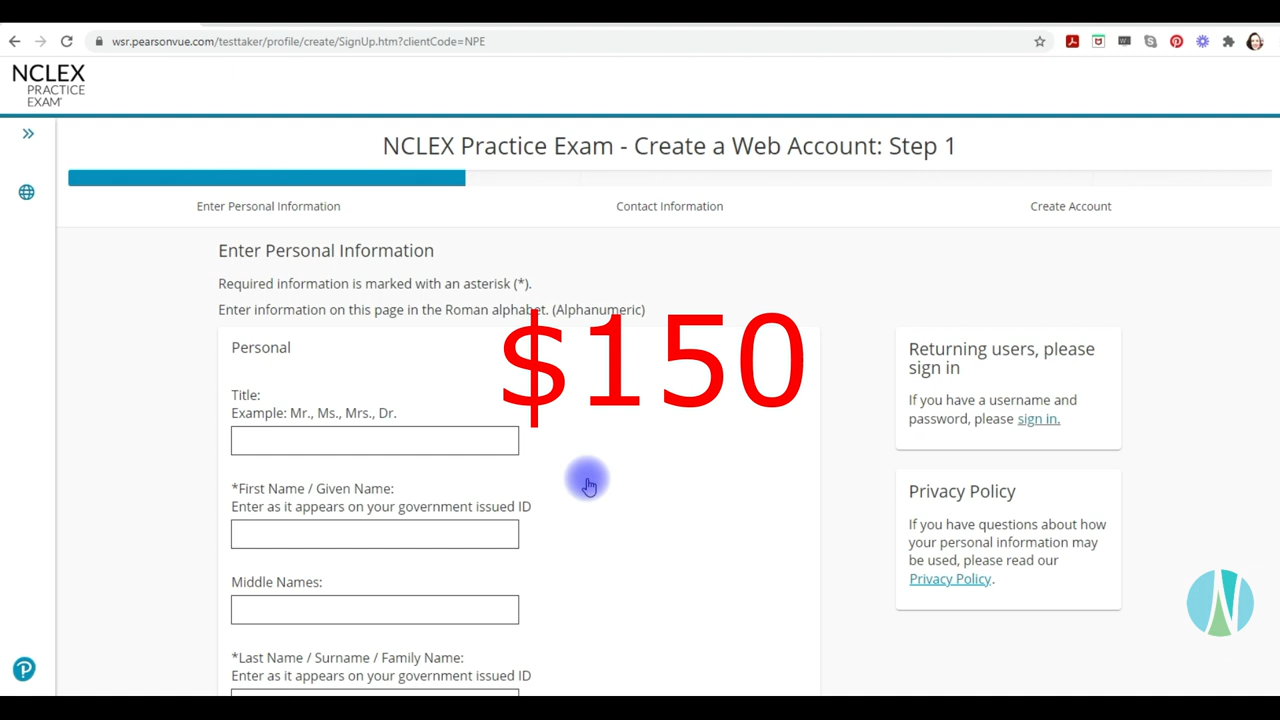 wsr.pearsonvue.com/testtaker/profile/create/SignUp.htm?clientCode=NPE
NCLEX
PRACTICE
EXAM
NCLEX Practice Exam - Create a Web Account: Step 1
Enter Personal Information
Contact Information
Create Account
Enter Personal Information
Required information is marked with an asterisk (*).
Enter information on this page in the Roman alphabet. (Alphanumeric)
$150
Personal
Title:
Example: Mr., Ms., Mrs., Dr.
*First Name / Given Name:
Enter as it appears on your government issued ID
Middle Names:
*Last Name / Surname / Family Name:
Enter as it appears on your government issued ID
Returning users, please
sign in
If you have a username and
password, please sign in.
Privacy Policy
If you have questions about how
your personal information may
be used, please read our
Privacy Policy.